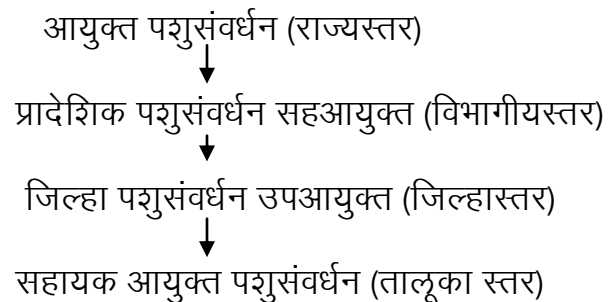 आयुक्त पशुसंवर्धन (राज्यस्तर)
प्रादेशिक पशुसंवर्धन सहआयुक्त (विभागीयस्तर)
जिल्हा पशुसंवर्धन उपआयुक्त (जिल्हास्तर)
सहायक आयुक्त पशुसंवर्धन (तालूका स्तर)